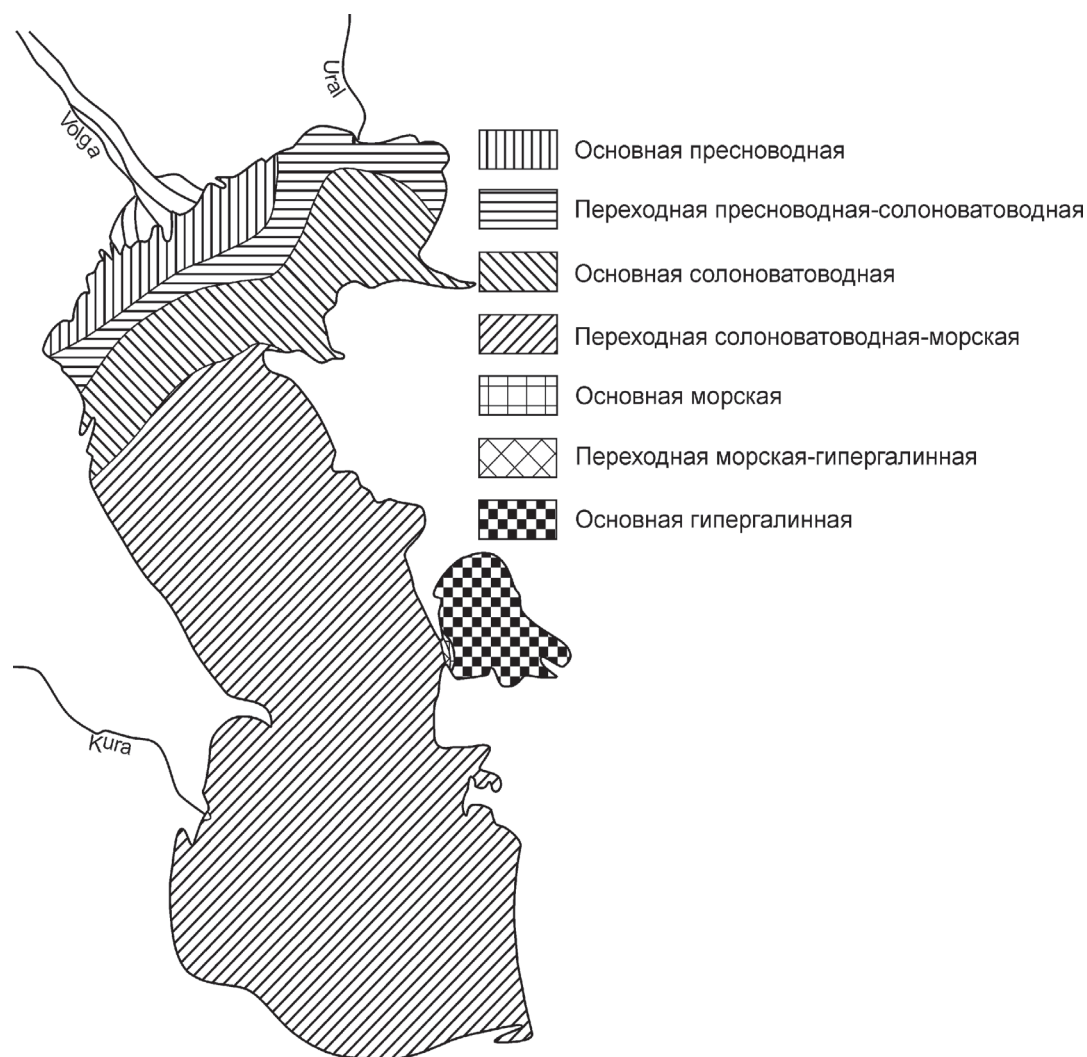 Ural
Volga
Основная пресноводная
Переходная пресноводная-солоноватоводная
Основная солоноватоводная
Переходная солоноватоводная-морская
Основная морская
Переходная морская-гипергалинная
Основная гипергалинная
Kura